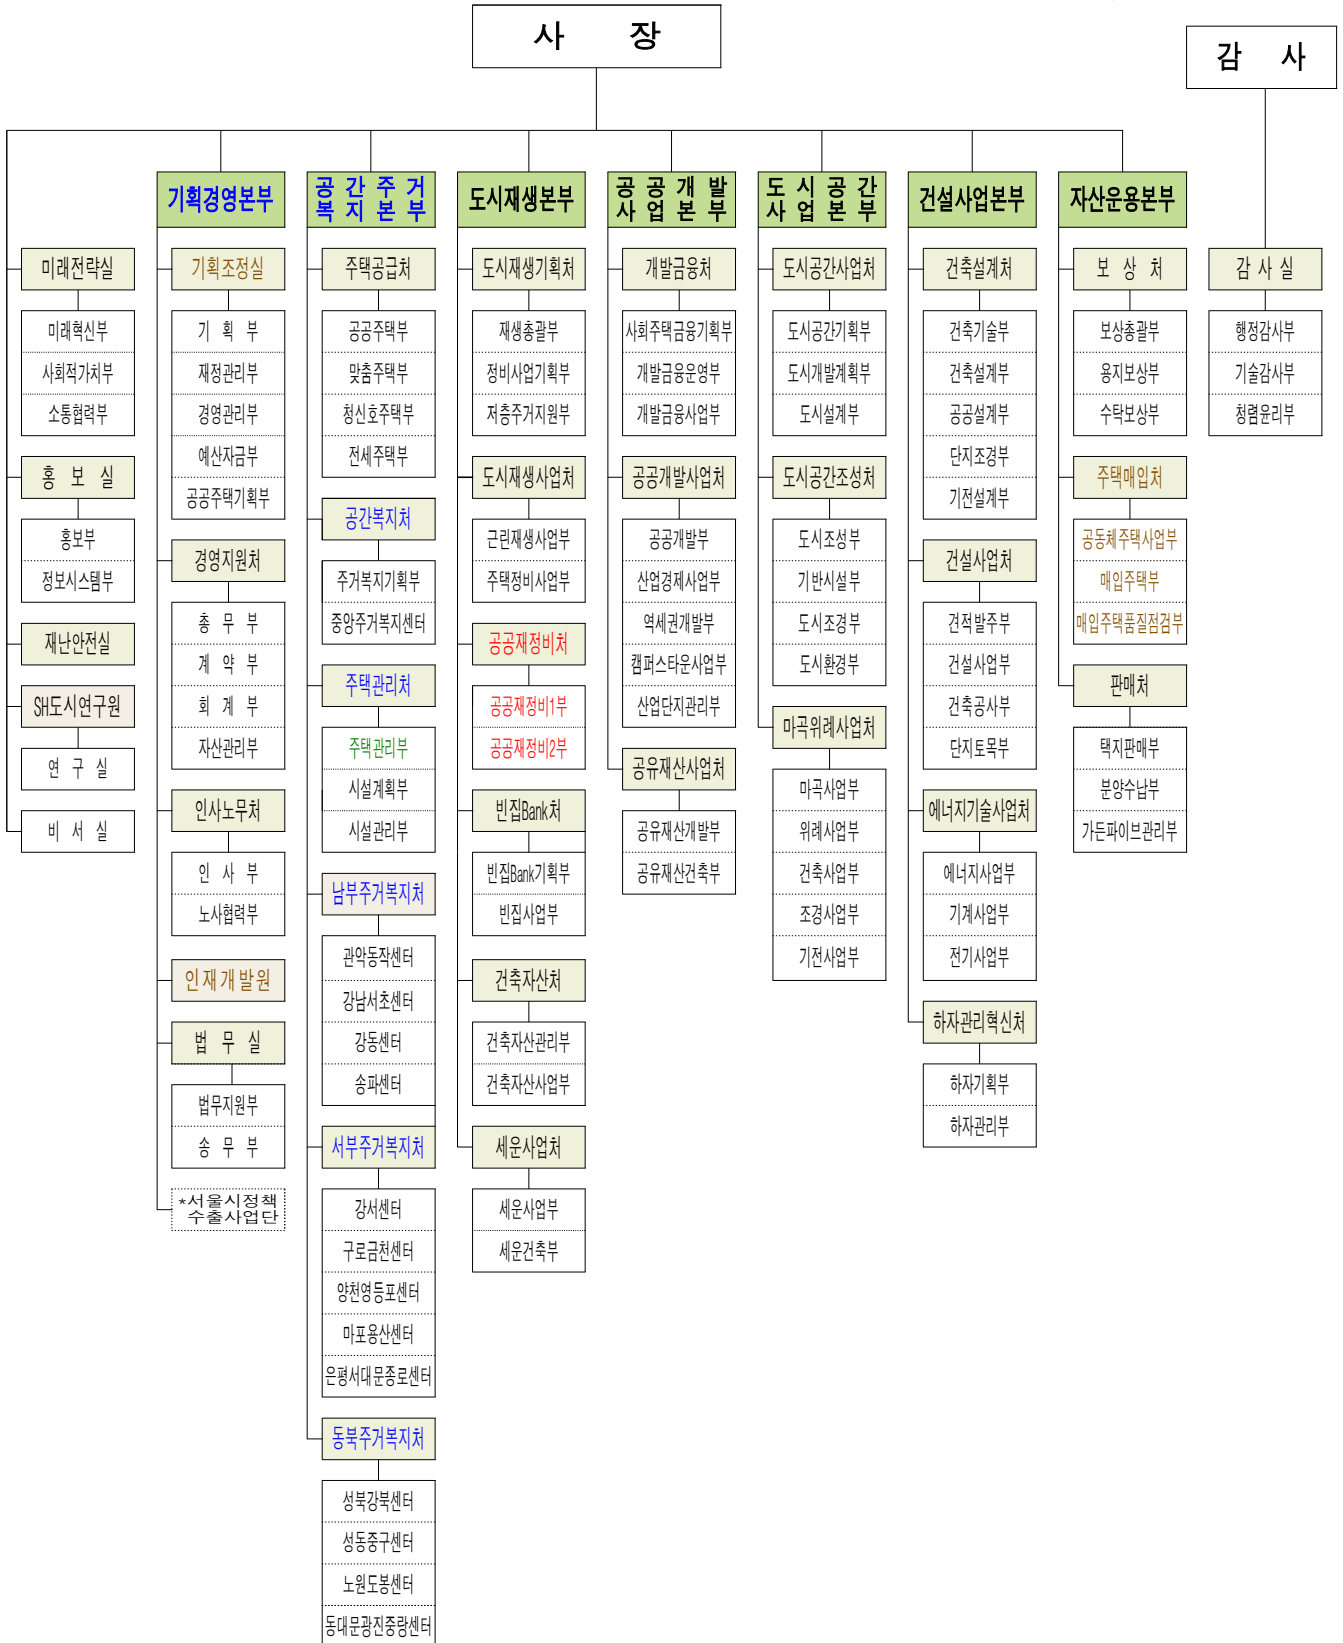 사 장
감 사
미래전략실
미래혁신부
사회적가치부
소통협력부
홍 보 실
홍보부
정보시스템부
재난안전실
SH도시연구원
연 구 실
비 서 실
기획경영본부
기획조정실
기 획 부
재정관리부
경영관리부
예산자금부
공공주택기획부
경영지원처
총 무 부
계 약 부
회 계 부
자산관리부
인사노무처
인 사 부
노사협력부
인재개발원
법 무 실
법무지원부
송 무 부
*서울시정책
수출사업단
공 간 주 거
복 지 본 부
주택공급처
공공주택부
맞춤주택부
청신호주택부
전세주택부
공간복지처
주거복지기획부
중앙주거복지센터
주택관리처
주택관리부
시설계획부
시설관리부
남부주거복지처
관악동작센터
강남서초센터
강동센터
송파센터
서부주거복지처
강서센터
구로금천센터
양천영등포센터
마포용산센터
은평서대문종로센터
동북주거복지처
성북강북센터
성동중구센터
노원도봉센터
동대문광진중랑센터
도시재생본부
도시재생기획처
재생총괄부
정비사업기획부
저층주거지원부
도시재생사업처
근린재생사업부
주택정비사업부
공공재정비처
공공재정비1부
공공재정비2부
빈집Bank처
빈집Bank기획부
빈집사업부
건축자산처
건축자산관리부
건축자산사업부
세운사업처
세운사업부
세운건축부
공 공 개 발
사 업 본 부
개발금융처
사회주택금융기획부
개발금융운영부
개발금융사업부
공공개발사업처
공공개발부
산업경제사업부
역세권개발부
캠퍼스타운사업부
산업단지관리부
공유재산사업처
공유재산개발부
공유재산건축부
도 시 공 간
사 업 본 부
도시공간사업처
도시공간기획부
도시개발계획부
도시설계부
도시공간조성처
도시조성부
기반시설부
도시조경부
도시환경부
마곡위례사업처
마곡사업부
위례사업부
건축사업부
조경사업부
기전사업부
건설사업본부
건축설계처
건축기술부
건축설계부
공공설계부
단지조경부
기전설계부
건설사업처
건적발주부
건설사업부
건축공사부
단지토목부
에너지기술사업처
에너지사업부
기계사업부
전기사업부
하자관리혁신처
하자기획부
하자관리부
자산운용본부
보 상 처
보상총괄부
용지보상부
수탁보상부
주택매입처
공동체주택사업부
매입주택부
매입주택품질점검부
판매처
택지판매부
분양수납부
가든파이브관리부
감 사 실
행정감사부
기술감사부
청렴윤리부